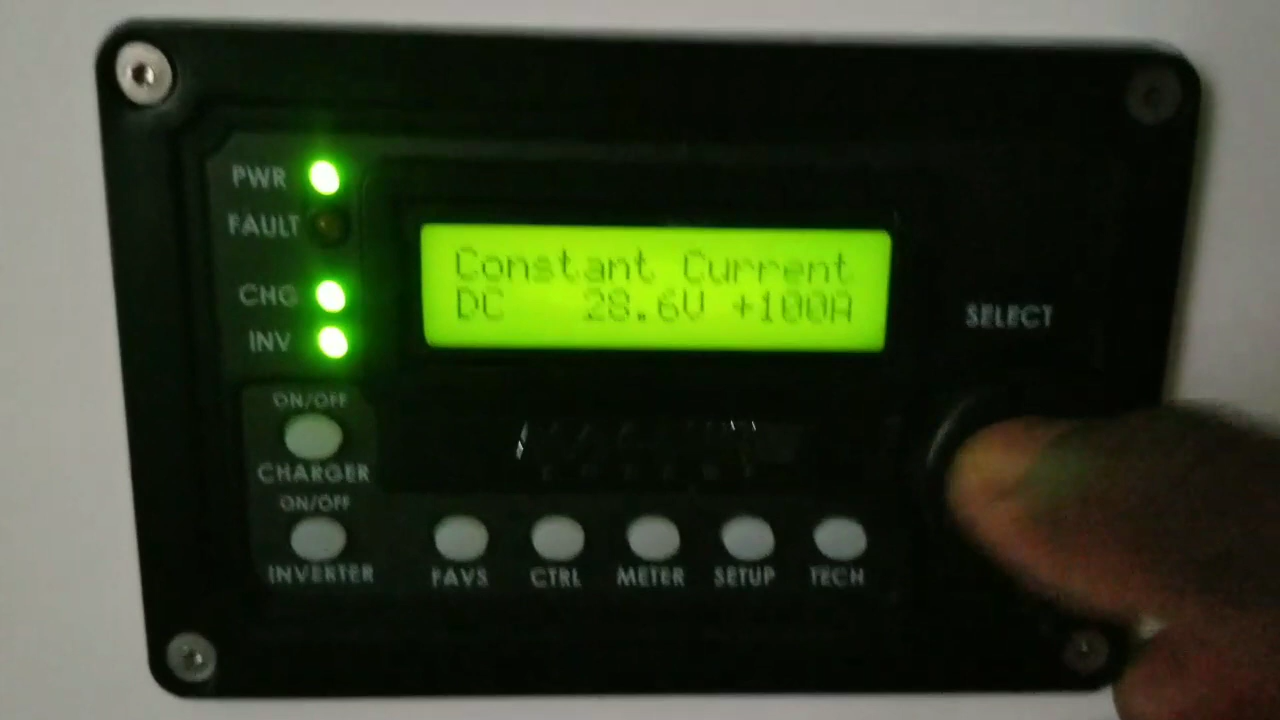 PWR
FAULT
CHG
INV
Constant Current
DC 28.6V +100A
SELECT
ON/OFF
CHARGER
ON/OFF
INVERTER
FAVS
CTRL
METER
SETUP
TECH